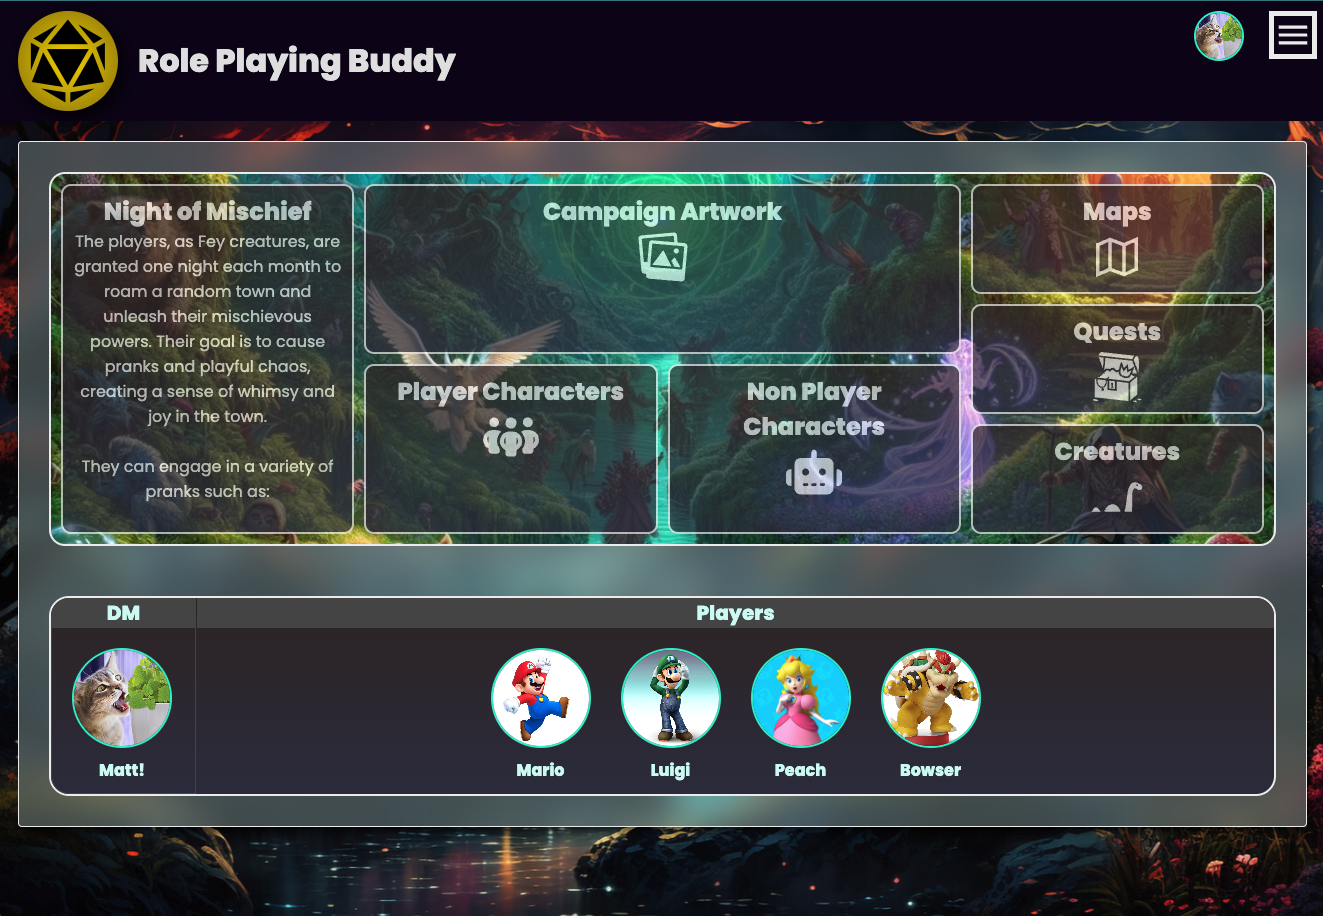 Role Playing Buddy
Night of Mischief
The players, as Fey creatures, are
granted one night each month to
roam a random town and
unleash their mischievous
powers. Their goal is to cause
pranks and playful chaos,
creating a sense of whimsy and
joy in the town.
They can engage in a variety of
pranks such as:
Campaign Artwork
Player Characters
Non Player
Characters
Maps
Quests
Creatures
DM
Players
Matt!
Mario
Luigi
Peach
Bowser